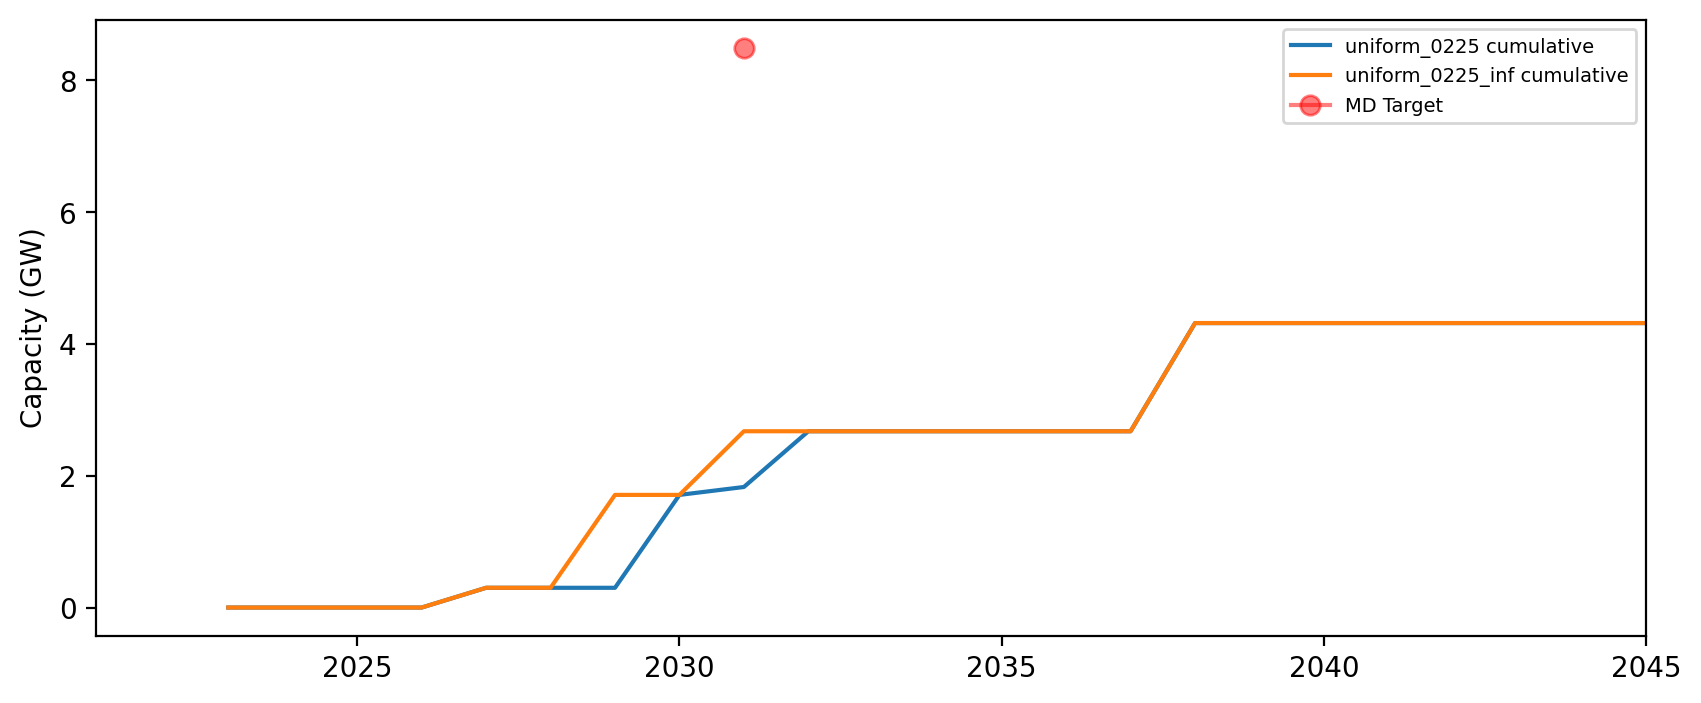 uniform_0225 cumulative
uniform_0225_inf cumulative
MD Target
Capacity (GW)
8
6
4
2
0
2025 2030 2035 2040 2045